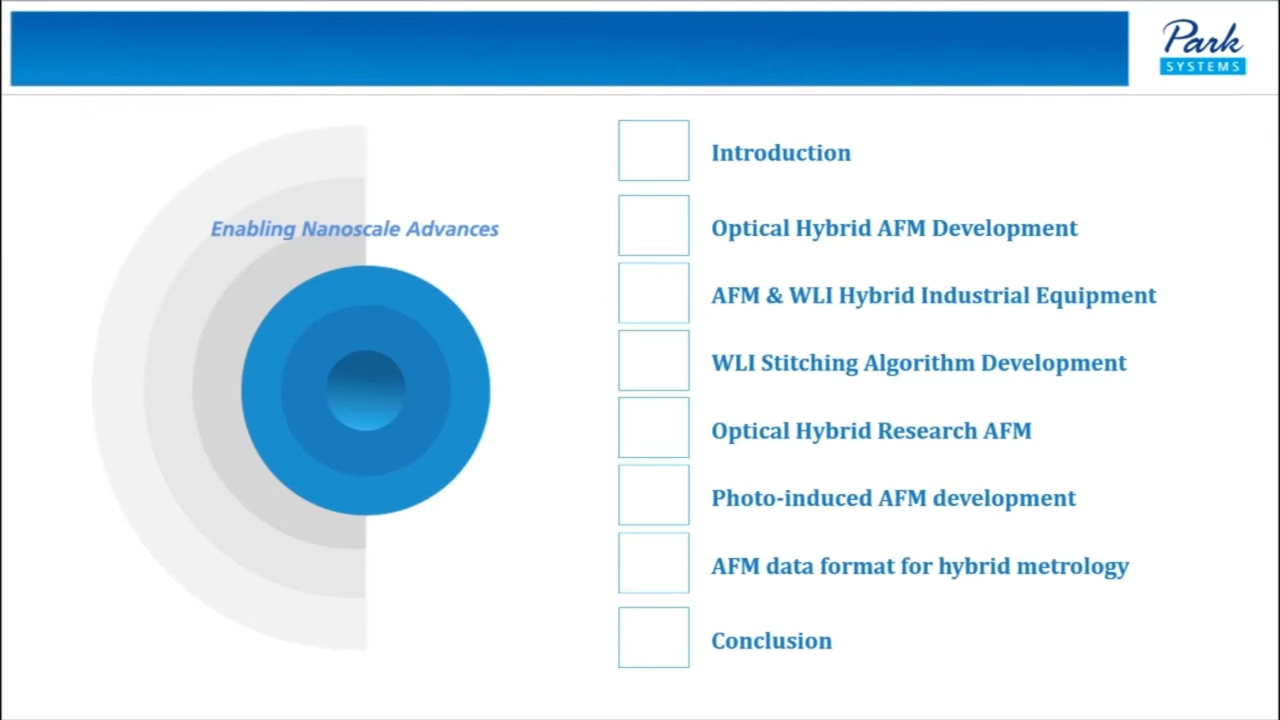 Park
SYSTEMS
Enabling Nanoscale Advances
Introduction
Optical Hybrid AFM Development
AFM & WLI Hybrid Industrial Equipment
WLI Stitching Algorithm Development
Optical Hybrid Research AFM
Photo-induced AFM development
AFM data format for hybrid metrology
Conclusion